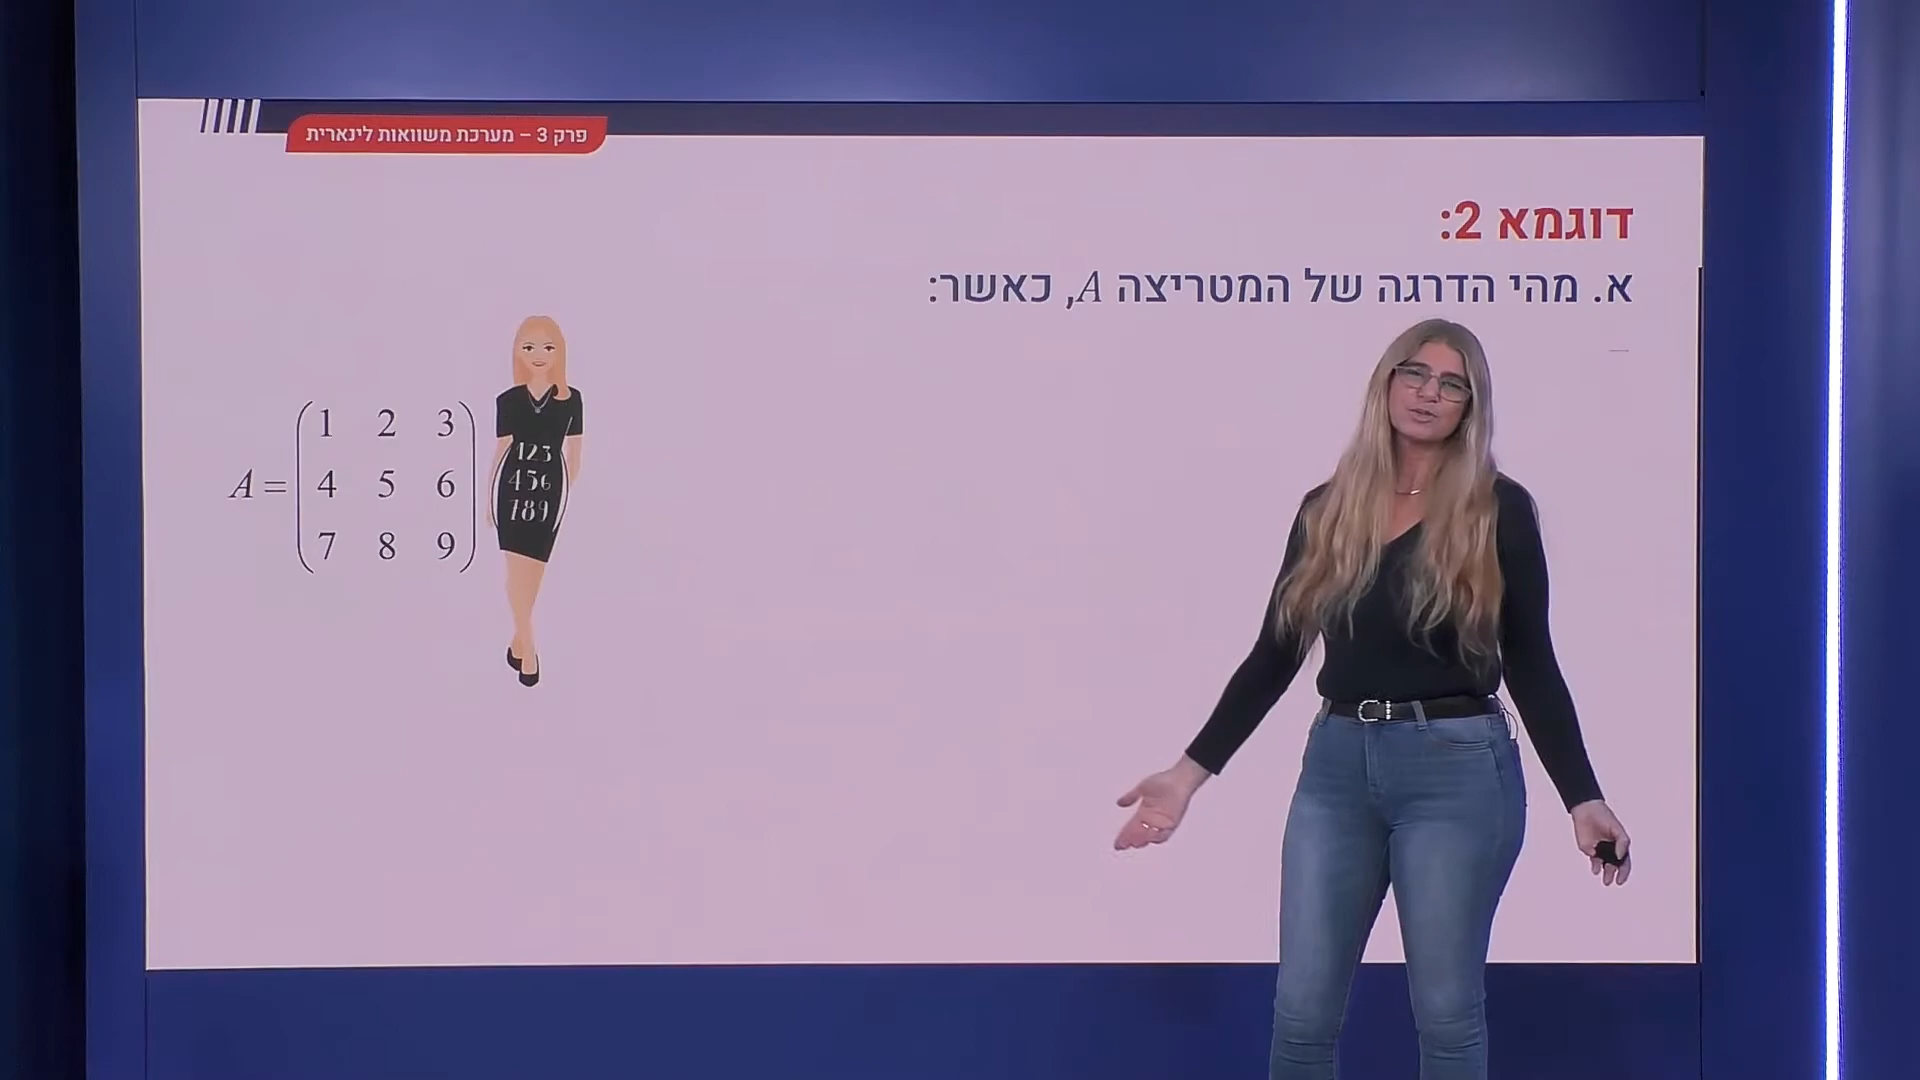 פרק 3 – מערכת משוואות לינארית
דוגמא 2:
א. מהי הדרגה של המטריצה A, כאשר:
A = ( 1 2 3
4 5 6
7 8 9 )
123
456
789